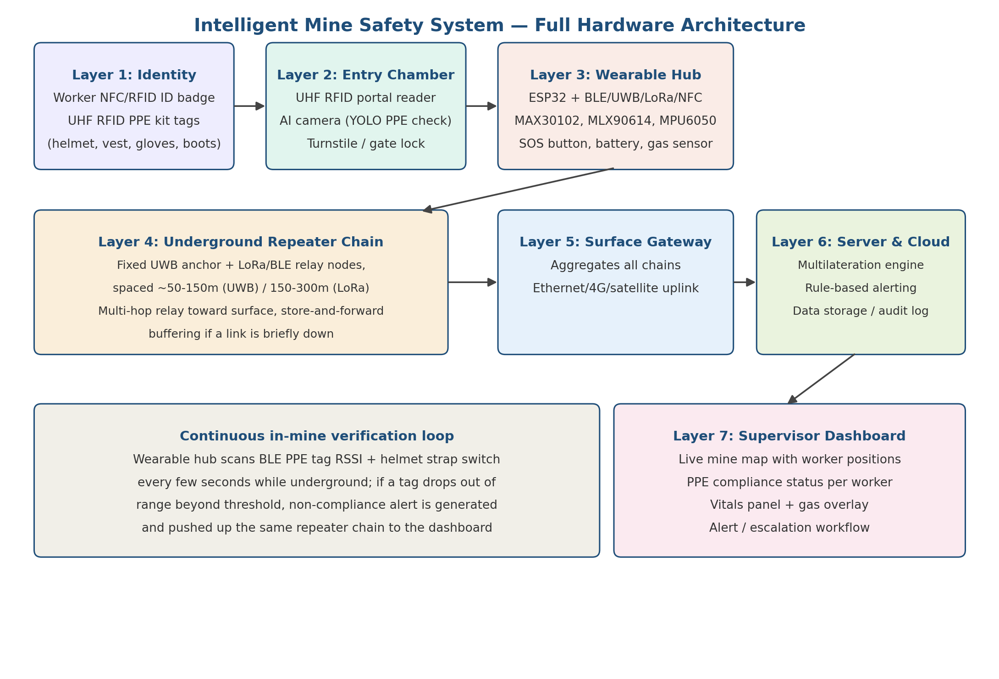 Intelligent Mine Safety System — Full Hardware Architecture
Layer 1: Identity
Worker NFC/RFID ID badge
UHF RFID PPE kit tags
(helmet, vest, gloves, boots)
Layer 2: Entry Chamber
UHF RFID portal reader
AI camera (YOLO PPE check)
Turnstile / gate lock
Layer 3: Wearable Hub
ESP32 + BLE/UWB/LoRa/NFC
MAX30102, MLX90614, MPU6050
SOS button, battery, gas sensor
Layer 4: Underground Repeater Chain
Fixed UWB anchor + LoRa/BLE relay nodes,
spaced ~50-150m (UWB) / 150-300m (LoRa)
Multi-hop relay toward surface, store-and-forward
buffering if a link is briefly down
Layer 5: Surface Gateway
Aggregates all chains
Ethernet/4G/satellite uplink
Layer 6: Server & Cloud
Multilateration engine
Rule-based alerting
Data storage / audit log
Continuous in-mine verification loop
Wearable hub scans BLE PPE tag RSSI + helmet strap switch
every few seconds while underground; if a tag drops out of
range beyond threshold, non-compliance alert is generated
and pushed up the same repeater chain to the dashboard
Layer 7: Supervisor Dashboard
Live mine map with worker positions
PPE compliance status per worker
Vitals panel + gas overlay
Alert / escalation workflow